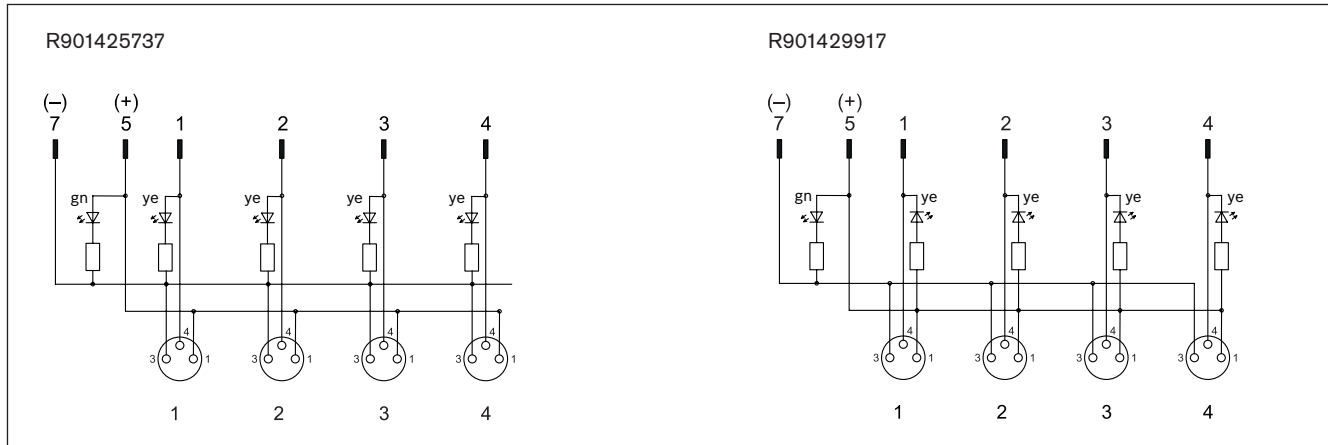 R901425737
(–) (+)
7 5 1 2 3 4
gn ye ye ye ye
4 4 4 4
3 1 3 1 3 1 3 1
1 2 3 4
R901429917
(–) (+)
7 5 1 2 3 4
gn ye ye ye ye
4 4 4 4
3 1 3 1 3 1 3 1
1 2 3 4